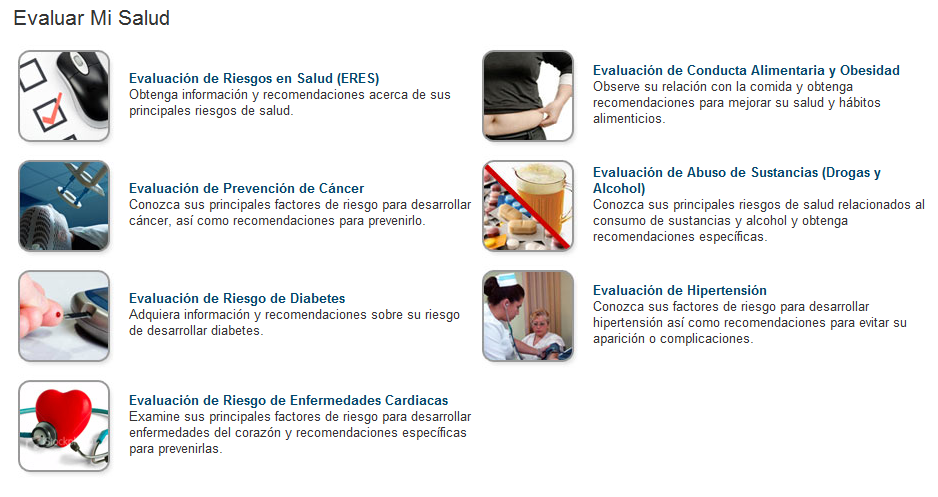 Evaluar Mi Salud
Evaluación de Riesgos en Salud (ERES)
Obtenga información y recomendaciones acerca de sus
principales riesgos de salud.
Evaluación de Conducta Alimentaria y Obesidad
Observe su relación con la comida y obtenga
recomendaciones para mejorar su salud y hábitos
alimenticios.
Evaluación de Prevención de Cáncer
Conozca sus principales factores de riesgo para desarrollar
cáncer, así como recomendaciones para prevenirlo.
Evaluación de Abuso de Sustancias (Drogas y
Alcohol)
Conozca sus principales riesgos de salud relacionados al
consumo de sustancias y alcohol y obtenga
recomendaciones específicas.
Evaluación de Riesgo de Diabetes
Adquiera información y recomendaciones sobre su riesgo
de desarrollar diabetes.
Evaluación de Hipertensión
Conozca sus factores de riesgo para desarrollar
hipertensión así como recomendaciones para evitar su
aparición o complicaciones.
Evaluación de Riesgo de Enfermedades Cardiacas
Examine sus principales factores de riesgo para desarrollar
enfermedades del corazón y recomendaciones específicas
para prevenirlas.